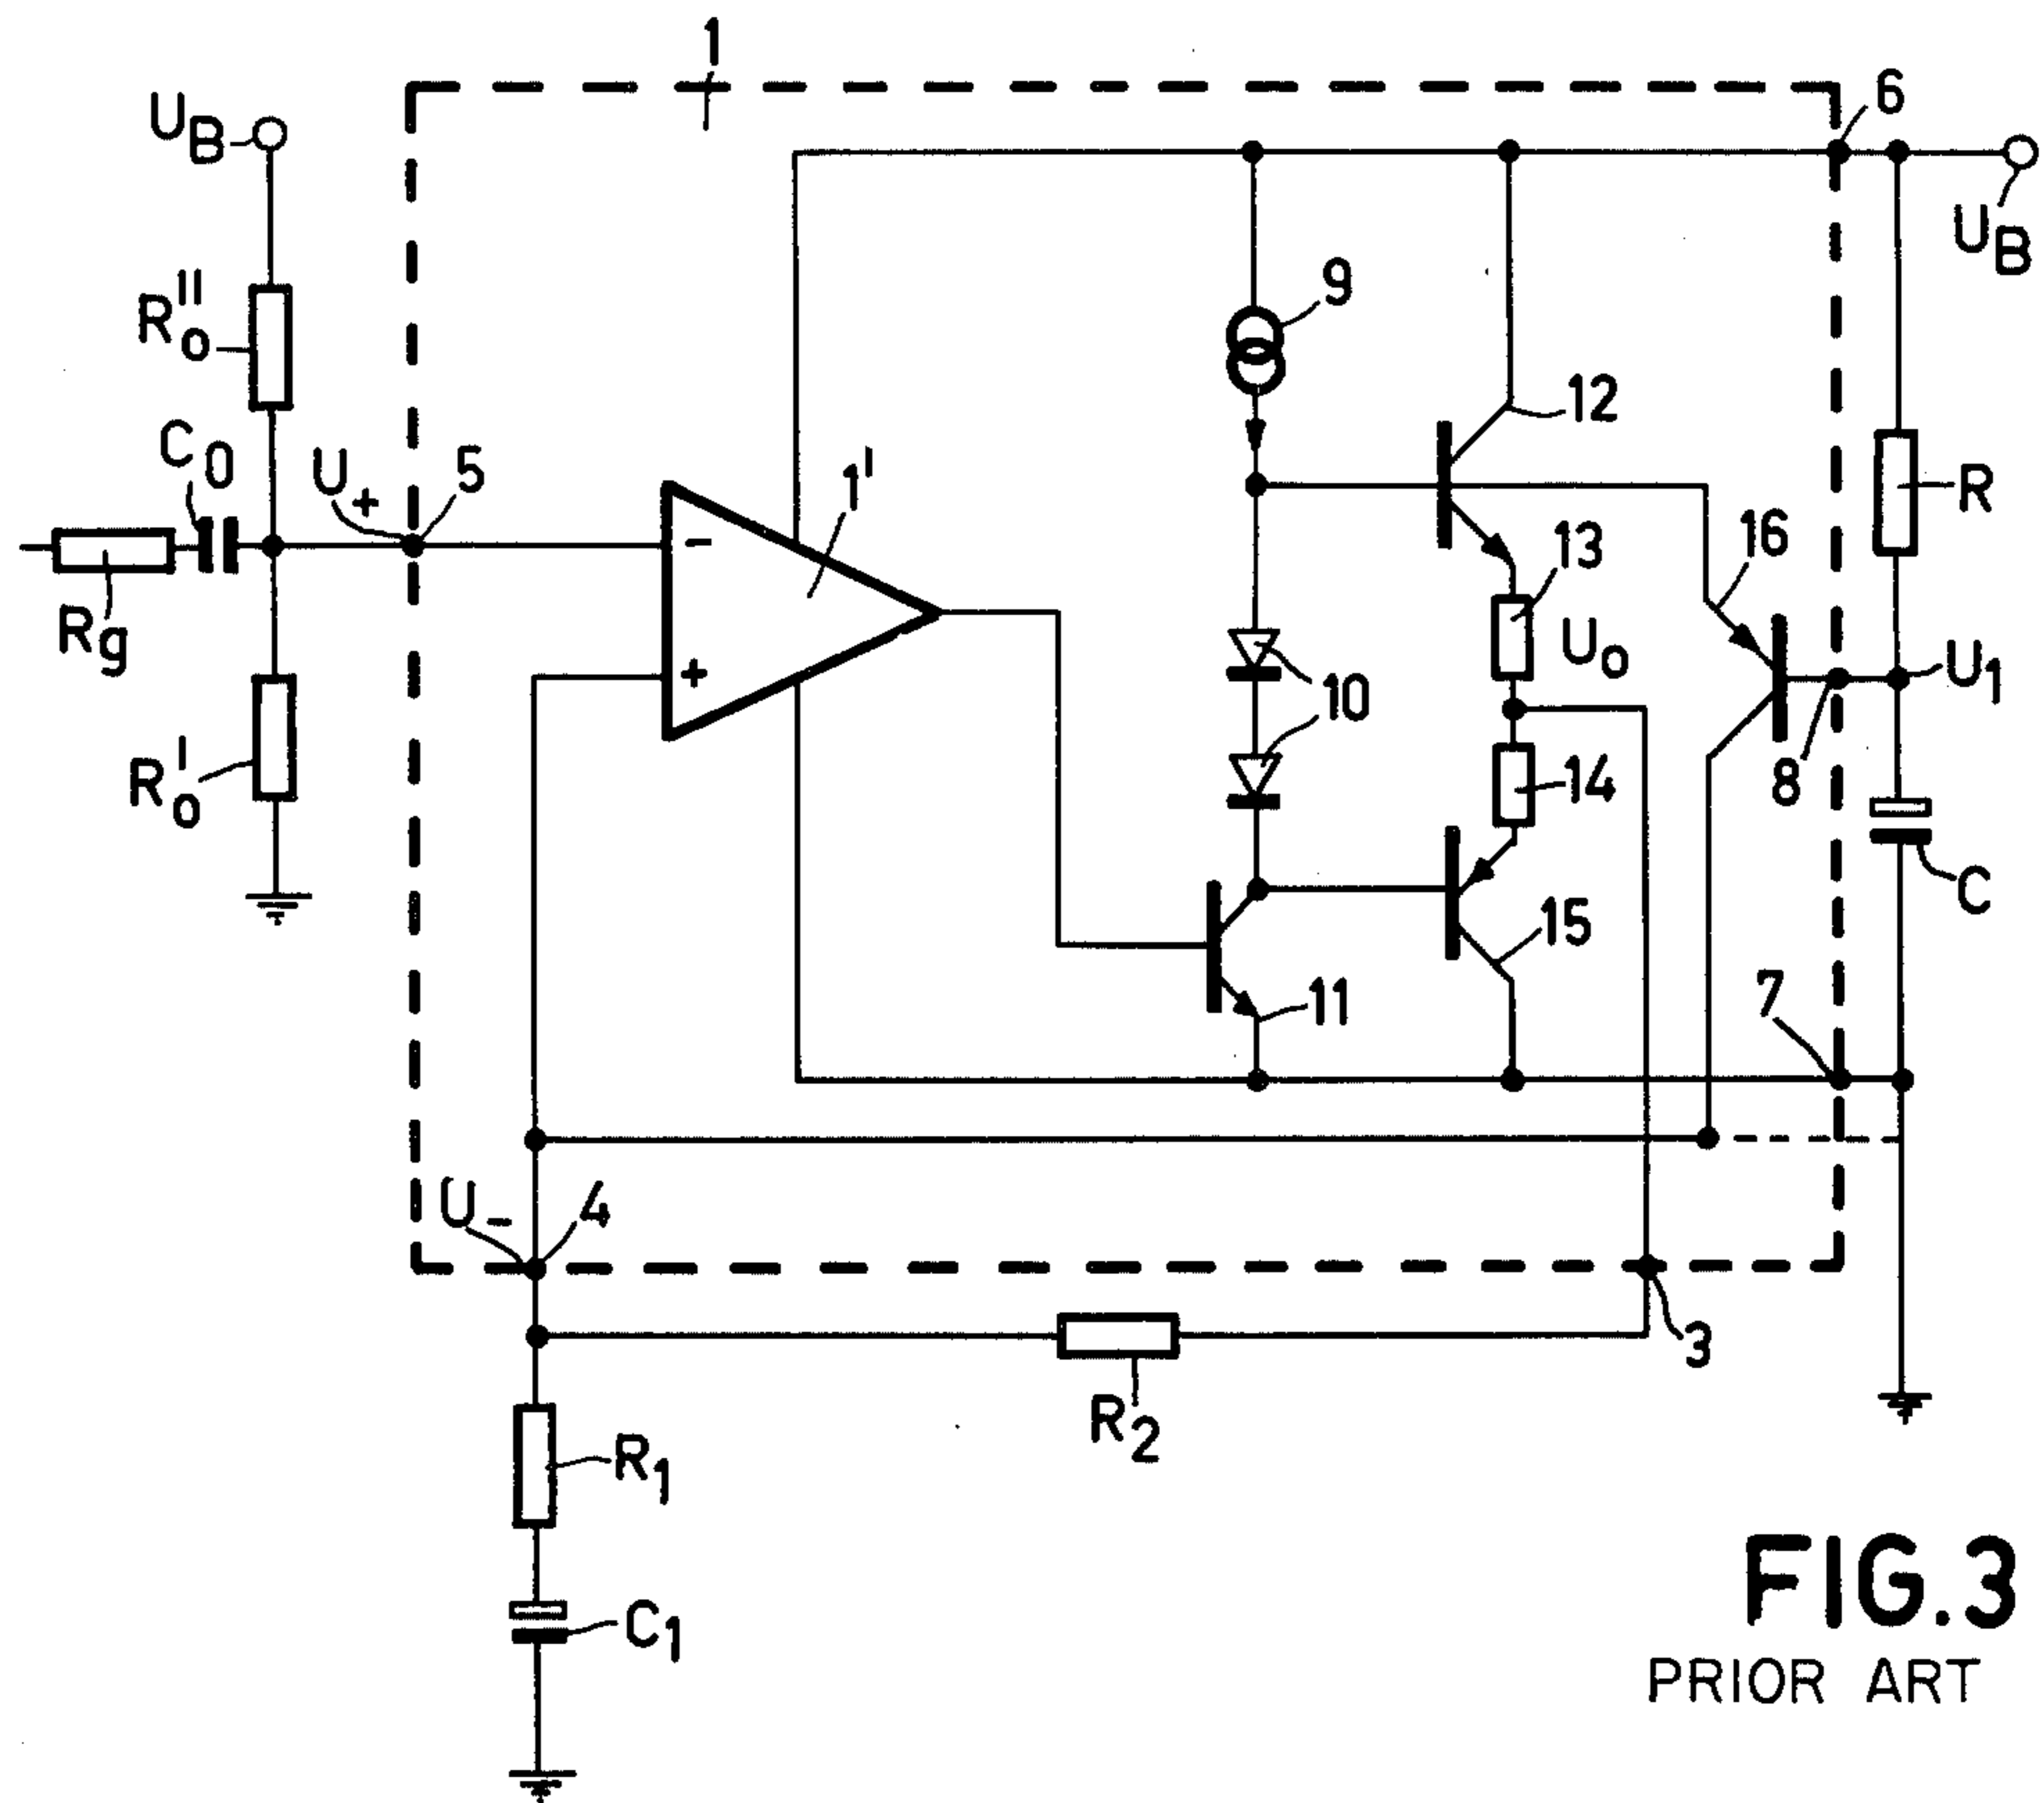 1
6
U_B
U_B
R_o''
9
12
C_0
U_+
5
1'
R
-
16
13
R_g
U_o
+
U_1
10
R_o'
14
8
C
15
7
11
U_-
4
3
R_2
R_1
C_1
FIG.3
PRIOR ART